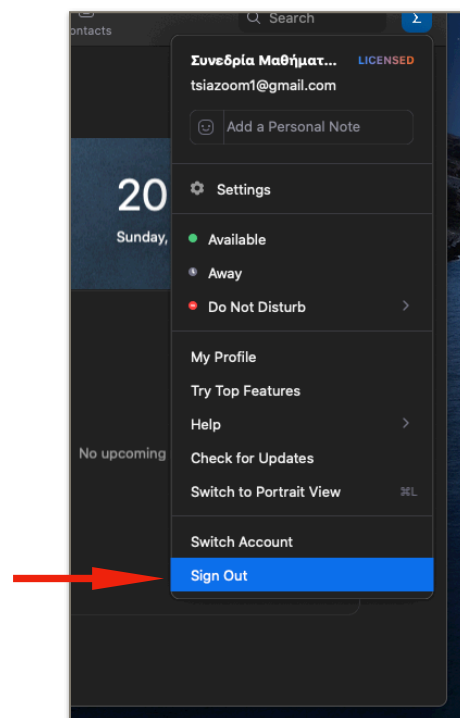 ontacts
Search
Σ
Συνεδρία Μαθήματ... LICENSED
tsiazoom1@gmail.com
Add a Personal Note
20
Settings
Sunday,
Available
Away
Do Not Disturb
My Profile
Try Top Features
Help
No upcoming
Check for Updates
Switch to Portrait View ⌘L
Switch Account
Sign Out